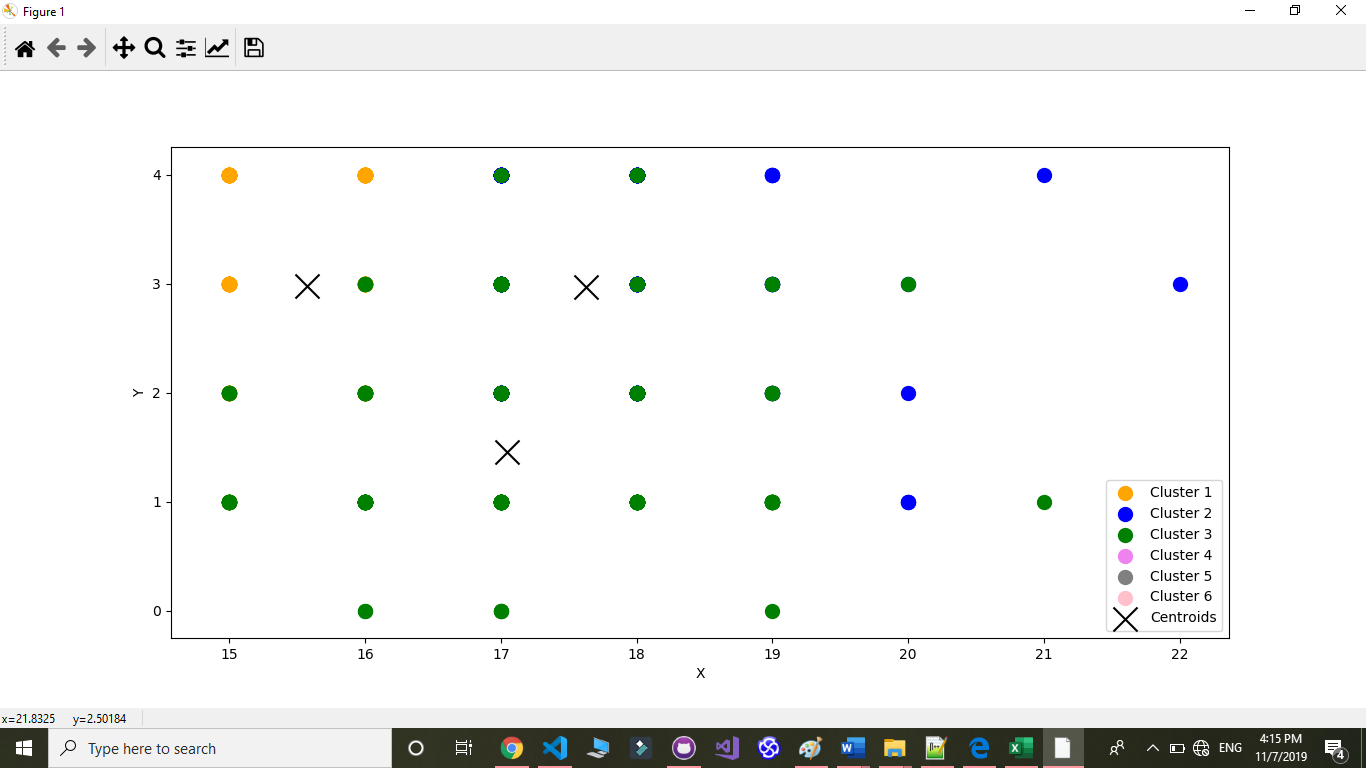 Figure 1
4
3
Y 2
1
0
Cluster 1
Cluster 2
Cluster 3
Cluster 4
Cluster 5
Cluster 6
Centroids
15 16 17 18 19 20 21 22
X
x=21.8325 y=2.50184
Type here to search
ENG
4:15 PM
11/7/2019
4